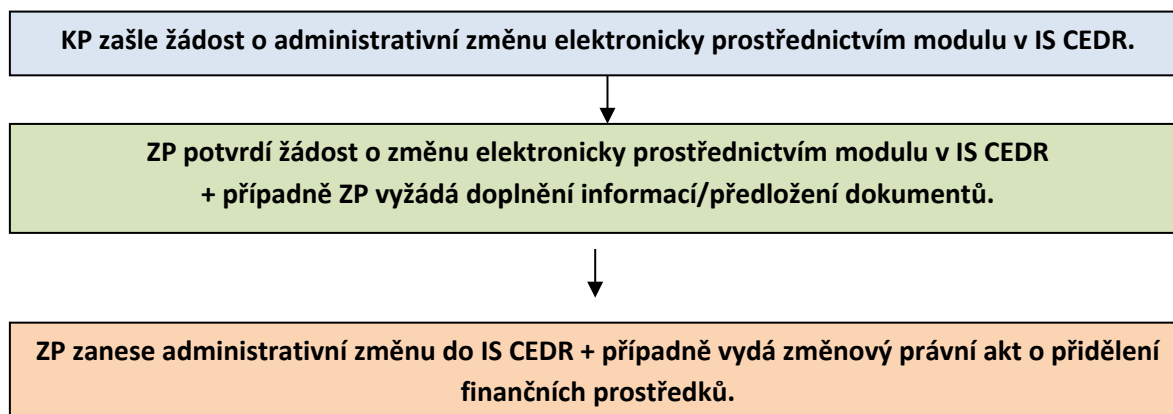 KP zašle žádost o administrativní změnu elektronicky prostřednictvím modulu v IS CEDR.
ZP potvrdí žádost o změnu elektronicky prostřednictvím modulu v IS CEDR
+ případně ZP vyžádá doplnění informací/předložení dokumentů.
ZP zanese administrativní změnu do IS CEDR + případně vydá změnový právní akt o přidělení
finančních prostředků.